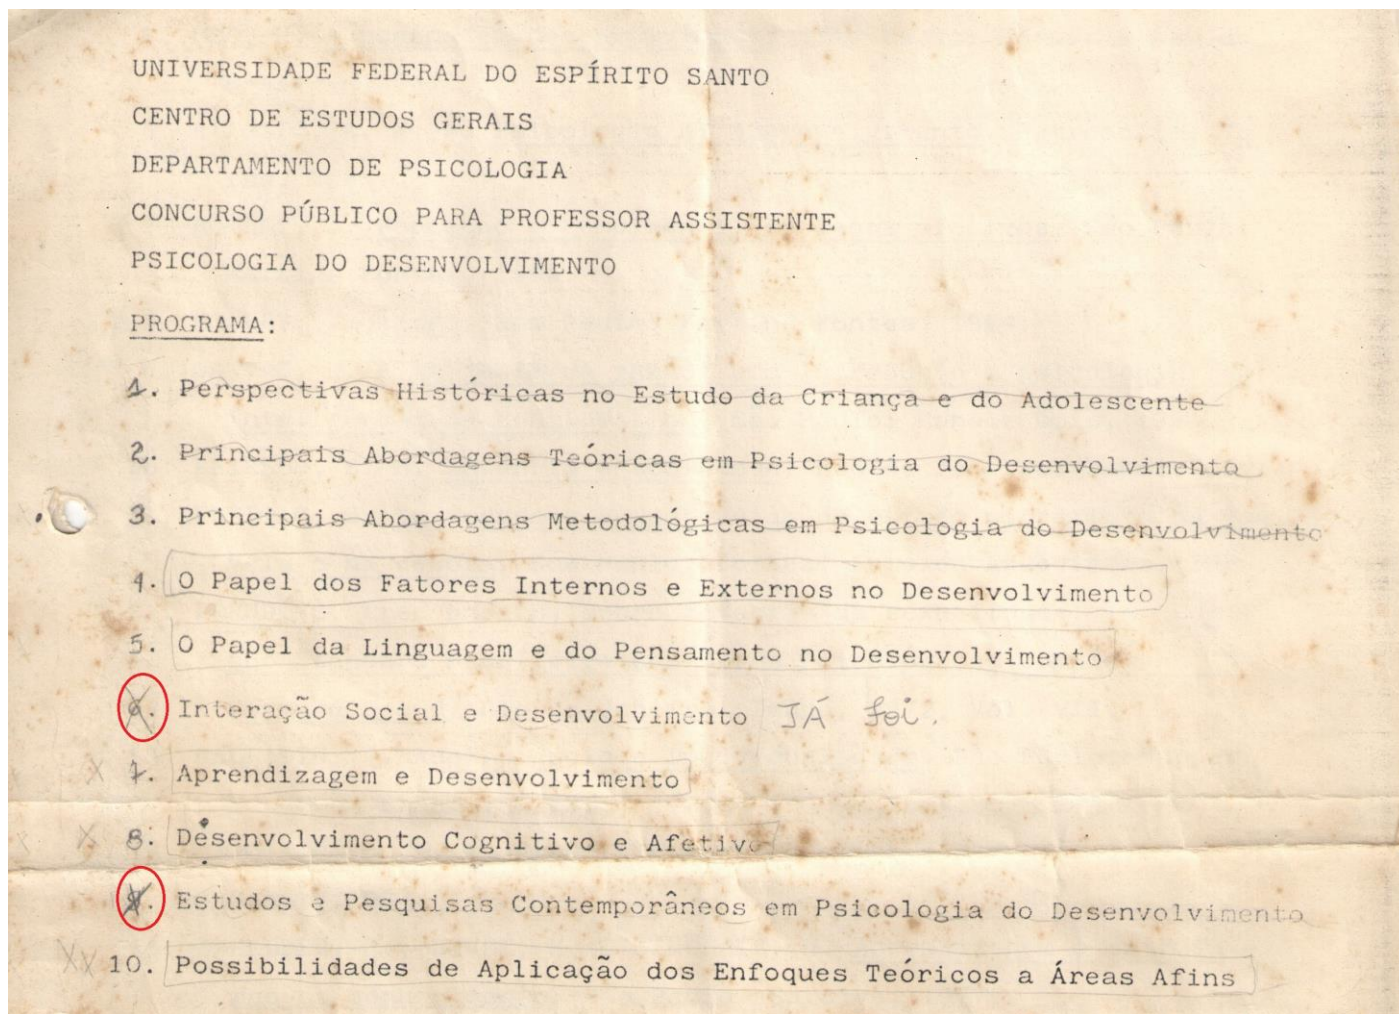 UNIVERSIDADE FEDERAL DO ESPÍRITO SANTO
CENTRO DE ESTUDOS GERAIS
DEPARTAMENTO DE PSICOLOGIA
CONCURSO PÚBLICO PARA PROFESSOR ASSISTENTE
PSICOLOGIA DO DESENVOLVIMENTO
PROGRAMA:
1. Perspectivas Históricas no Estudo da Criança e do Adolescente
2. Principais Abordagens Teóricas em Psicologia do Desenvolvimento
3. Principais Abordagens Metodológicas em Psicologia do Desenvolvimento
4. O Papel dos Fatores Internos e Externos no Desenvolvimento
5. O Papel da Linguagem e do Pensamento no Desenvolvimento
6. Interação Social e Desenvolvimento JÁ foi.
X 7. Aprendizagem e Desenvolvimento
X 8. Desenvolvimento Cognitivo e Afetivo
9. Estudos e Pesquisas Contemporâneos em Psicologia do Desenvolvimento
XX 10. Possibilidades de Aplicação dos Enfoques Teóricos a Áreas Afins